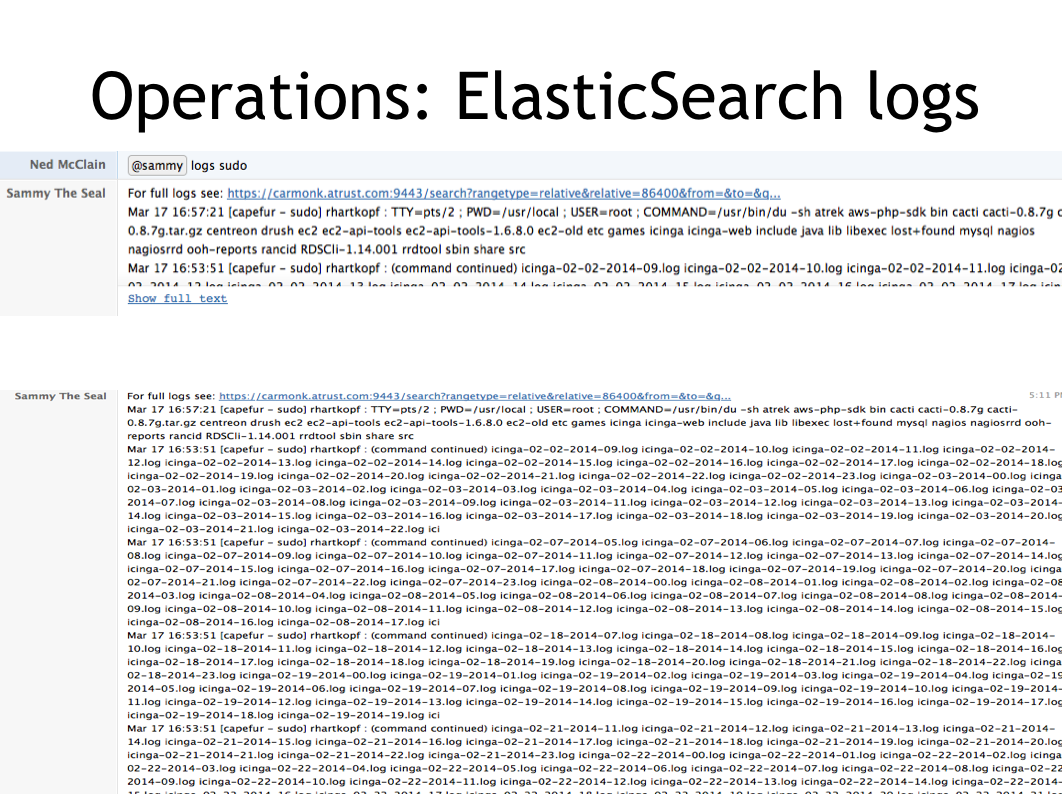 Operations: ElasticSearch logs
Ned McClain @sammy logs sudo
Sammy The Seal For full logs see: https://carmonk.atrust.com:9443/search?rangetype=relative&relative=86400&from=&to=&q...
Mar 17 16:57:21 [capefur - sudo] rhartkopf : TTY=pts/2 ; PWD=/usr/local ; USER=root ; COMMAND=/usr/bin/du -sh atrek aws-php-sdk bin cacti cacti-0.8.7g c
0.8.7g.tar.gz centreon drush ec2 ec2-api-tools ec2-api-tools-1.6.8.0 ec2-old etc games icinga icinga-web include java lib libexec lost+found mysql nagios
nagiosrrd ooh-reports rancid RDSCli-1.14.001 rrdtool sbin share src
Mar 17 16:53:51 [capefur - sudo] rhartkopf : (command continued) icinga-02-02-2014-09.log icinga-02-02-2014-10.log icinga-02-02-2014-11.log icinga-02
02-2014-12.log icinga-02-02-2014-13.log icinga-02-02-2014-14.log icinga-02-02-2014-15.log icinga-02-02-2014-16.log icinga-02-02-2014-17.log icin
Show full text
Sammy The Seal For full logs see: https://carmonk.atrust.com:9443/search?rangetype=relative&relative=86400&from=&to=&q... 5:11 P
Mar 17 16:57:21 [capefur - sudo] rhartkopf : TTY=pts/2 ; PWD=/usr/local ; USER=root ; COMMAND=/usr/bin/du -sh atrek aws-php-sdk bin cacti cacti-0.8.7g cacti-
0.8.7g.tar.gz centreon drush ec2 ec2-api-tools ec2-api-tools-1.6.8.0 ec2-old etc games icinga icinga-web include java lib libexec lost+found mysql nagios nagiosrrd ooh-
reports rancid RDSCli-1.14.001 rrdtool sbin share src
Mar 17 16:53:51 [capefur - sudo] rhartkopf : (command continued) icinga-02-02-2014-09.log icinga-02-02-2014-10.log icinga-02-02-2014-11.log icinga-02-02-2014-
12.log icinga-02-02-2014-13.log icinga-02-02-2014-14.log icinga-02-02-2014-15.log icinga-02-02-2014-16.log icinga-02-02-2014-17.log icinga-02-02-2014-18.log
icinga-02-02-2014-19.log icinga-02-02-2014-20.log icinga-02-02-2014-21.log icinga-02-02-2014-22.log icinga-02-02-2014-23.log icinga-02-03-2014-00.log icinga
02-03-2014-01.log icinga-02-03-2014-02.log icinga-02-03-2014-03.log icinga-02-03-2014-04.log icinga-02-03-2014-05.log icinga-02-03-2014-06.log icinga-02-03
2014-07.log icinga-02-03-2014-08.log icinga-02-03-2014-09.log icinga-02-03-2014-11.log icinga-02-03-2014-12.log icinga-02-03-2014-13.log icinga-02-03-2014-
14.log icinga-02-03-2014-15.log icinga-02-03-2014-16.log icinga-02-03-2014-17.log icinga-02-03-2014-18.log icinga-02-03-2014-19.log icinga-02-03-2014-20.log
icinga-02-03-2014-21.log icinga-02-03-2014-22.log ici
Mar 17 16:53:51 [capefur - sudo] rhartkopf : (command continued) icinga-02-07-2014-05.log icinga-02-07-2014-06.log icinga-02-07-2014-07.log icinga-02-07-2014-
08.log icinga-02-07-2014-09.log icinga-02-07-2014-10.log icinga-02-07-2014-11.log icinga-02-07-2014-12.log icinga-02-07-2014-13.log icinga-02-07-2014-14.log
icinga-02-07-2014-15.log icinga-02-07-2014-16.log icinga-02-07-2014-17.log icinga-02-07-2014-18.log icinga-02-07-2014-19.log icinga-02-07-2014-20.log icinga
02-07-2014-21.log icinga-02-07-2014-22.log icinga-02-07-2014-23.log icinga-02-08-2014-00.log icinga-02-08-2014-01.log icinga-02-08-2014-02.log icinga-02-08
2014-03.log icinga-02-08-2014-04.log icinga-02-08-2014-05.log icinga-02-08-2014-06.log icinga-02-08-2014-07.log icinga-02-08-2014-08.log icinga-02-08-2014-
09.log icinga-02-08-2014-10.log icinga-02-08-2014-11.log icinga-02-08-2014-12.log icinga-02-08-2014-13.log icinga-02-08-2014-14.log icinga-02-08-2014-15.log
icinga-02-08-2014-16.log icinga-02-08-2014-17.log ici
Mar 17 16:53:51 [capefur - sudo] rhartkopf : (command continued) icinga-02-18-2014-07.log icinga-02-18-2014-08.log icinga-02-18-2014-09.log icinga-02-18-2014-
10.log icinga-02-18-2014-11.log icinga-02-18-2014-12.log icinga-02-18-2014-13.log icinga-02-18-2014-14.log icinga-02-18-2014-15.log icinga-02-18-2014-16.log
icinga-02-18-2014-17.log icinga-02-18-2014-18.log icinga-02-18-2014-19.log icinga-02-18-2014-20.log icinga-02-18-2014-21.log icinga-02-18-2014-22.log icinga
02-18-2014-23.log icinga-02-19-2014-00.log icinga-02-19-2014-01.log icinga-02-19-2014-02.log icinga-02-19-2014-03.log icinga-02-19-2014-04.log icinga-02-19
2014-05.log icinga-02-19-2014-06.log icinga-02-19-2014-07.log icinga-02-19-2014-08.log icinga-02-19-2014-09.log icinga-02-19-2014-10.log icinga-02-19-2014-
11.log icinga-02-19-2014-12.log icinga-02-19-2014-13.log icinga-02-19-2014-14.log icinga-02-19-2014-15.log icinga-02-19-2014-16.log icinga-02-19-2014-17.log
icinga-02-19-2014-18.log icinga-02-19-2014-19.log ici
Mar 17 16:53:51 [capefur - sudo] rhartkopf : (command continued) icinga-02-21-2014-11.log icinga-02-21-2014-12.log icinga-02-21-2014-13.log icinga-02-21-2014-
14.log icinga-02-21-2014-15.log icinga-02-21-2014-16.log icinga-02-21-2014-17.log icinga-02-21-2014-18.log icinga-02-21-2014-19.log icinga-02-21-2014-20.log
icinga-02-21-2014-21.log icinga-02-21-2014-22.log icinga-02-21-2014-23.log icinga-02-22-2014-00.log icinga-02-22-2014-01.log icinga-02-22-2014-02.log icinga
02-22-2014-03.log icinga-02-22-2014-04.log icinga-02-22-2014-05.log icinga-02-22-2014-06.log icinga-02-22-2014-07.log icinga-02-22-2014-08.log icinga-02-22
2014-09.log icinga-02-22-2014-10.log icinga-02-22-2014-11.log icinga-02-22-2014-12.log icinga-02-22-2014-13.log icinga-02-22-2014-14.log icinga-02-22-2014-